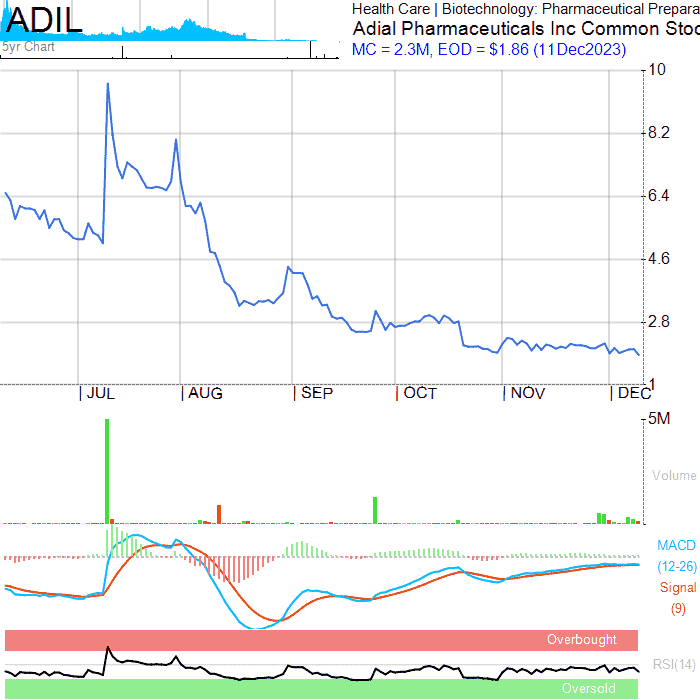 ADIL
5yr Chart
Health Care | Biotechnology: Pharmaceutical Prepara
Adial Pharmaceuticals Inc Common Stoc
MC = 2.3M, EOD = $1.86 (11Dec2023)
10
8.2
6.4
4.6
2.8
1
JUL AUG SEP OCT NOV DEC
5M
Volume
MACD
(12-26)
Signal
(9)
Overbought
RSI(14)
Oversold